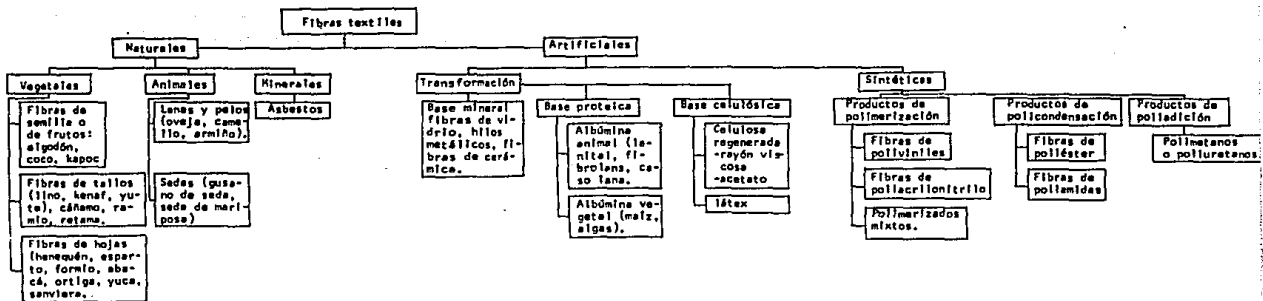 Fibras textiles
Naturales
Artificiales
Vegetales
Animales
Minerales
Transformación
Sintéticas
Fibras de
semilla o
de frutos:
algodón,
coco, kapoc
Fibras de tallos
(lino, kenaf, yu-
te), cáñamo, ra-
mio, retama.
Fibras de hojas
(henequén, espar-
to, formio, aba-
cá, ortiga, yuca,
sanviera.
Lanas y pelos
(oveja, came-
llo, armiño).
Sedas (gusa-
no de seda,
seda de mari-
posa)
Asbestos
Base mineral
fibras de vi-
drio, hilos
metálicos, fi-
bras de cerá-
mica.
Base proteica
Albúmina
animal (la-
nital, fi-
brolana, ca-
so lana.
Albúmina ve-
getal (maíz,
algas).
Base celulósica
Celulosa
regenerada
-rayón vis-
cosa
-acetato
látex
Productos de
polimerización
Fibras de
poliviniles
Fibras de
poliacrilonitrilo
Polimerizados
mixtos.
Productos de
policondensación
Fibras de
poliéster
Fibras de
poliamidas
Productos de
poliadición
Polimetanos
o poliuretanos.